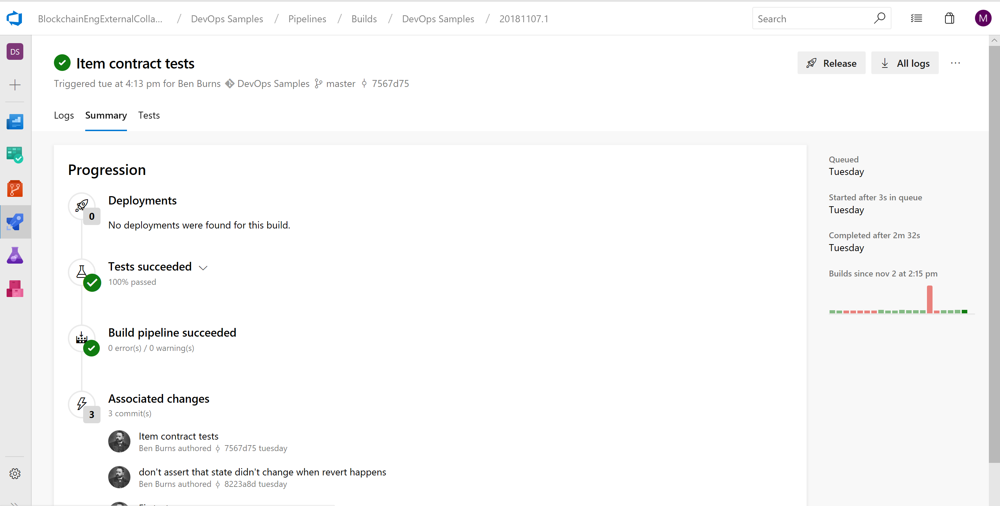 BlockchainEngExternalColla... / DevOps Samples / Pipelines / Builds / DevOps Samples / 20181107.1
Search
M
DS
Item contract tests
Release
All logs
Triggered tue at 4:13 pm for Ben Burns DevOps Samples master 7567d75
Logs Summary Tests
Progression
Deployments
0
No deployments were found for this build.
Tests succeeded
100% passed
Build pipeline succeeded
0 error(s) / 0 warning(s)
Associated changes
3
3 commit(s)
Item contract tests
Ben Burns authored 7567d75 tuesday
don't assert that state didn't change when revert happens
Ben Burns authored 8223a8d tuesday
Queued
Tuesday
Started after 3s in queue
Tuesday
Completed after 2m 32s
Tuesday
Builds since nov 2 at 2:15 pm